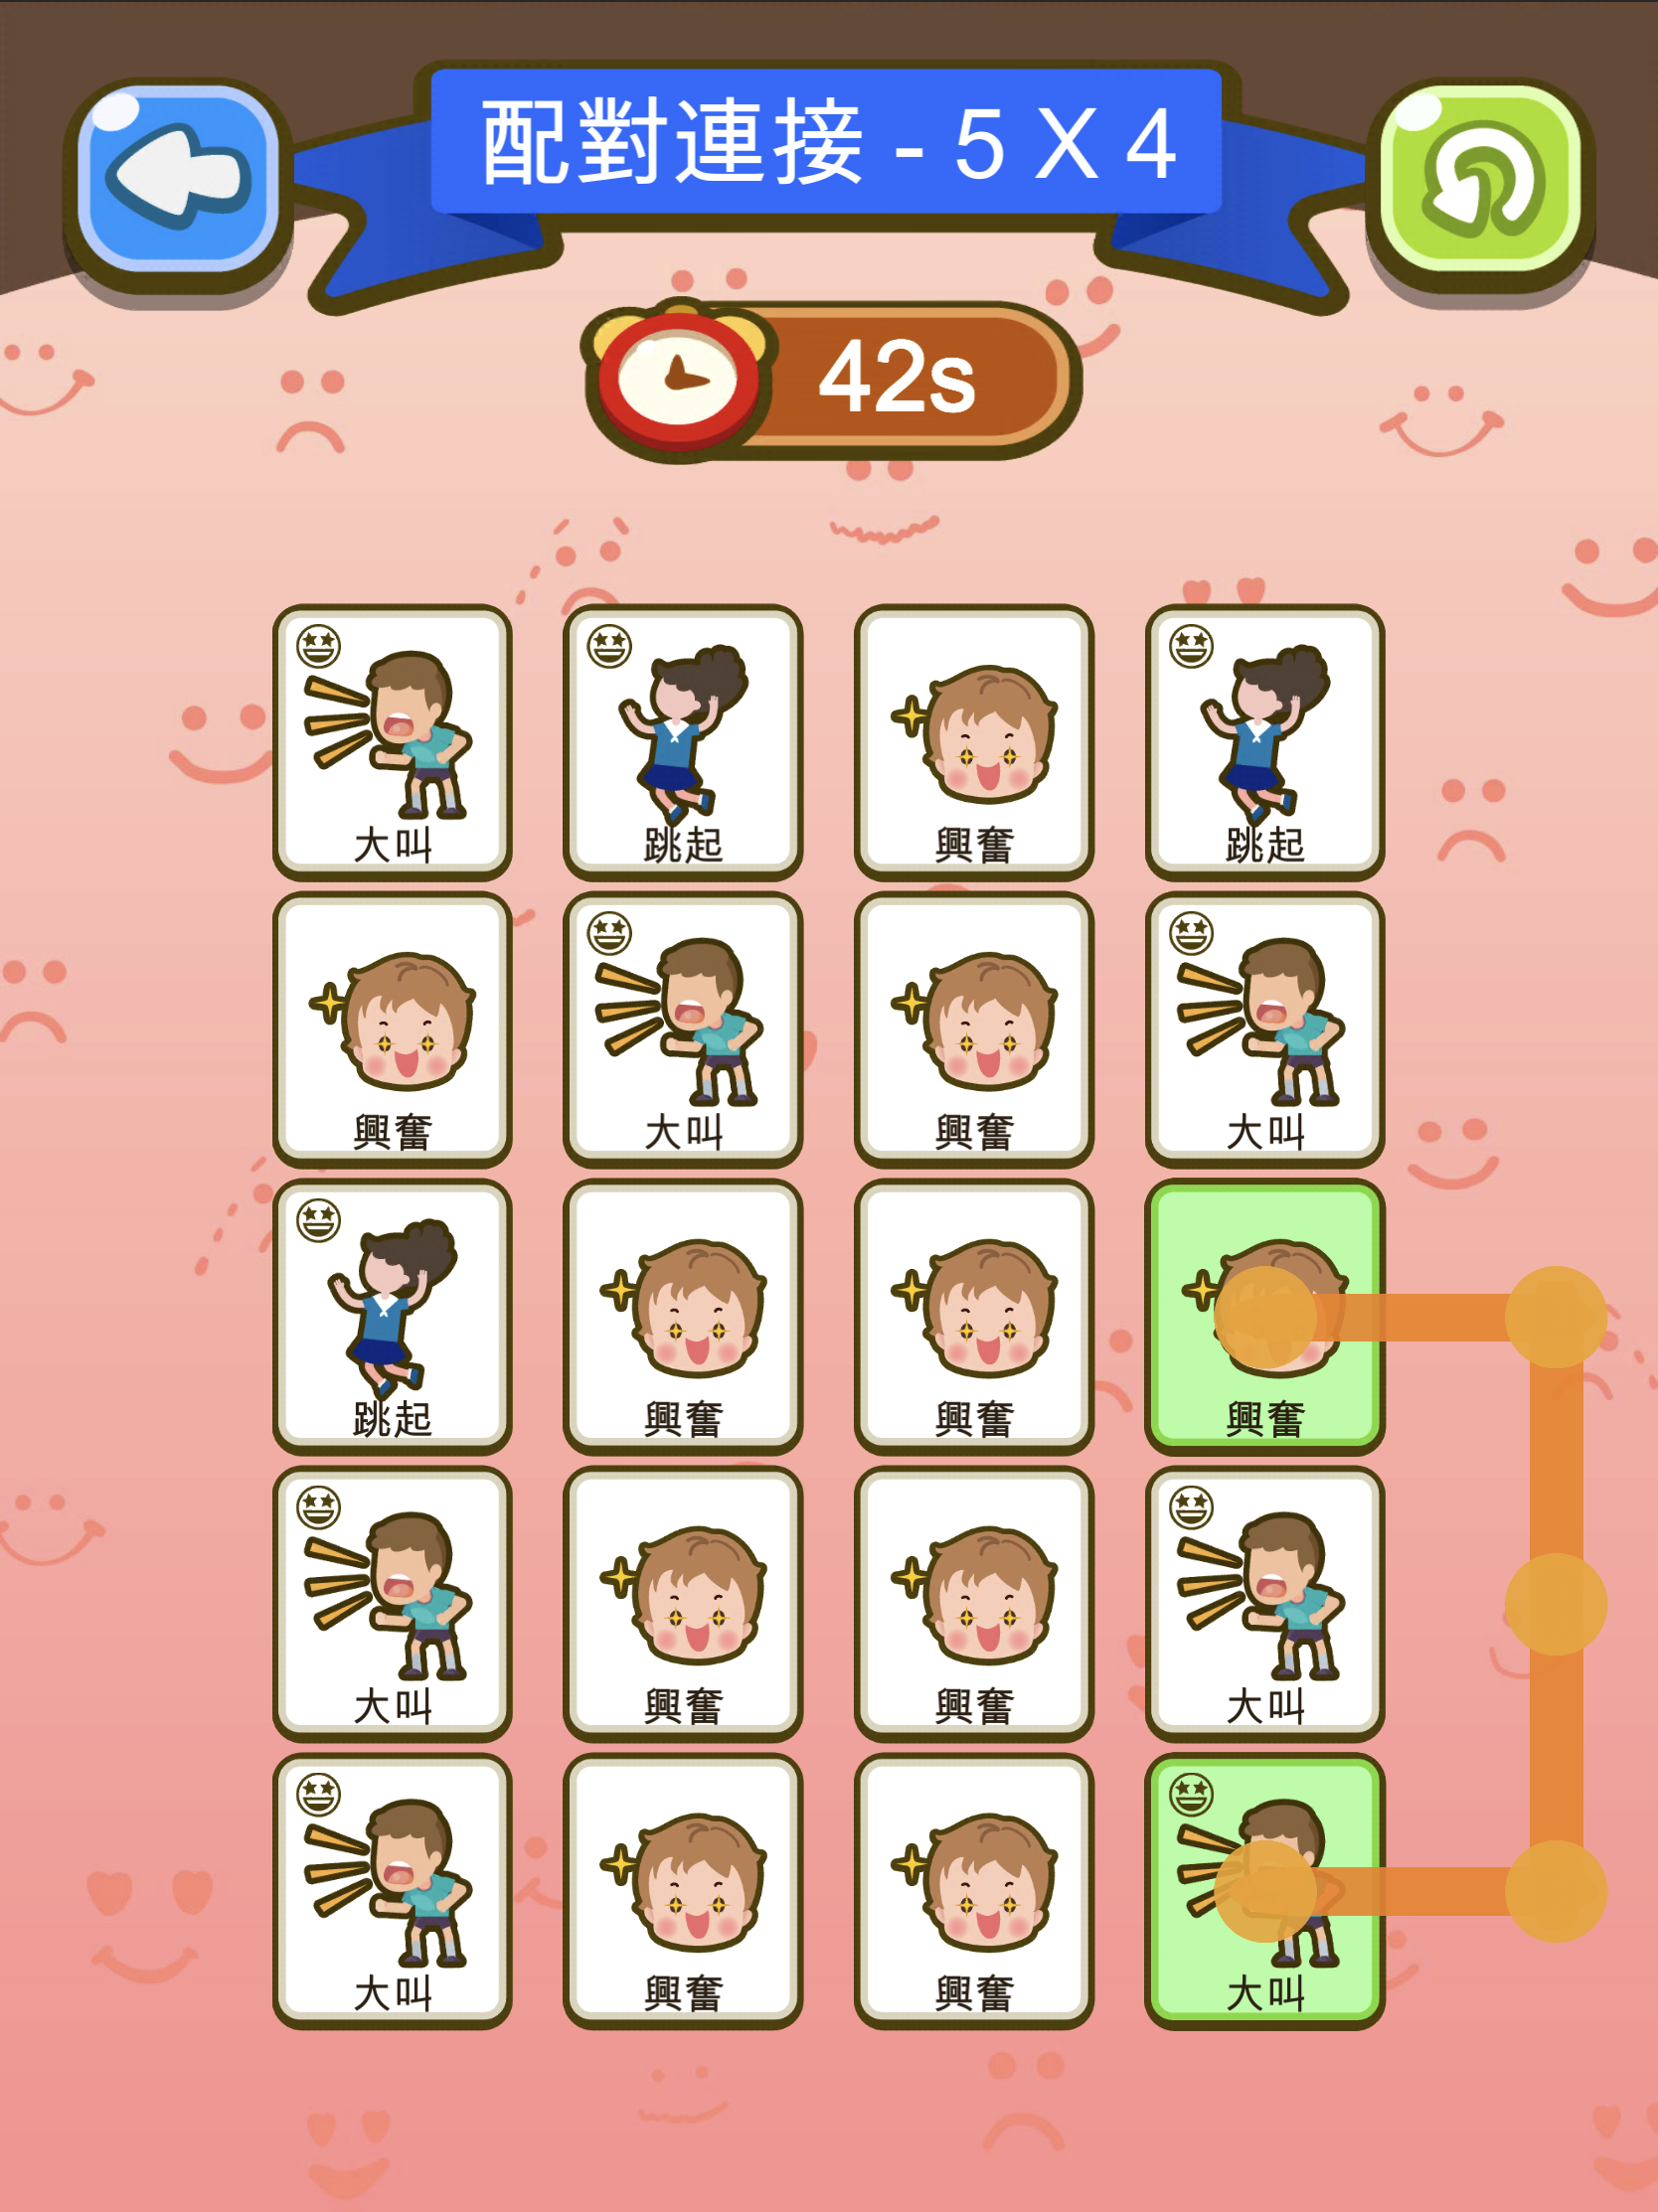 配對連接 - 5 X 4
42s
大叫 跳起 興奮 跳起
興奮 大叫 興奮 大叫
跳起 興奮 興奮 興奮
大叫 興奮 興奮 大叫
大叫 興奮 興奮 大叫